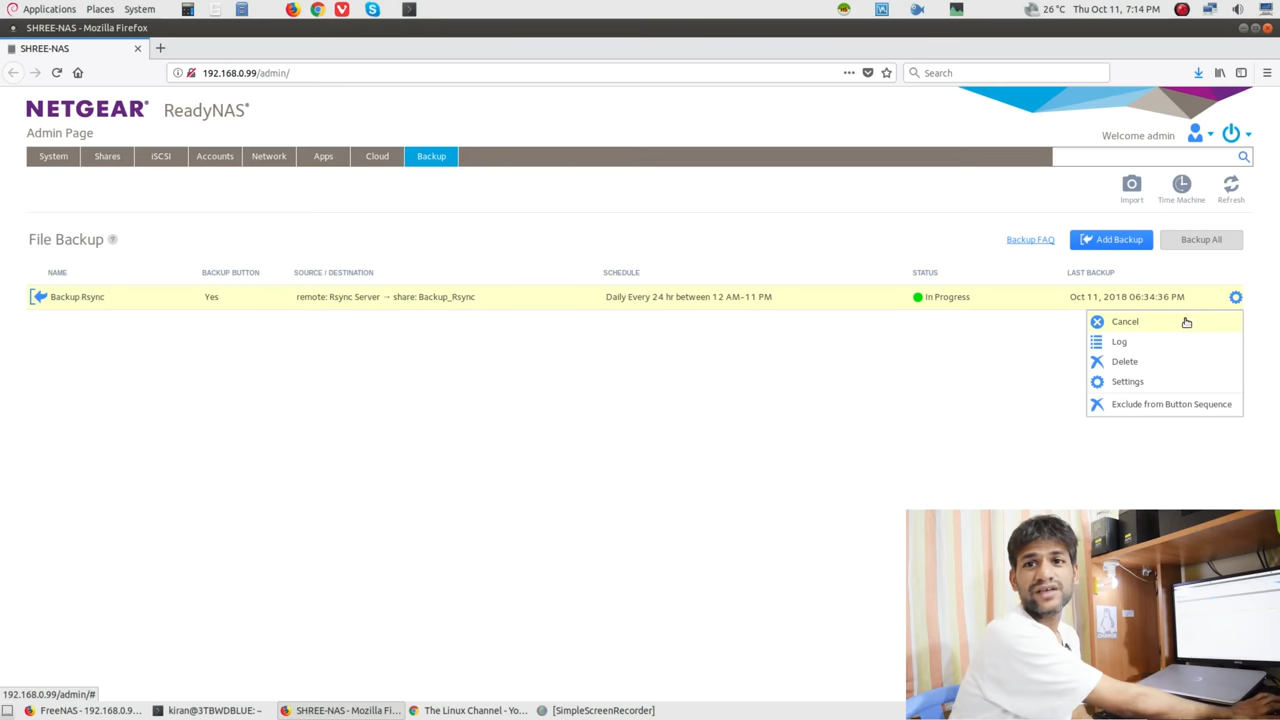 Applications Places System 26 °C Thu Oct 11, 7:14 PM
SHREE-NAS - Mozilla Firefox
SHREE-NAS
192.168.0.99/admin/ Search
NETGEAR® ReadyNAS®
Admin Page
Welcome admin
System Shares iSCSI Accounts Network Apps Cloud Backup
Import Time Machine Refresh
File Backup ? Backup FAQ Add Backup Backup All
NAME BACKUP BUTTON SOURCE / DESTINATION SCHEDULE STATUS LAST BACKUP
Backup Rsync Yes remote: Rsync Server → share: Backup_Rsync Daily Every 24 hr between 12 AM-11 PM In Progress Oct 11, 2018 06:34:36 PM
Cancel
Log
Delete
Settings
Exclude from Button Sequence
192.168.0.99/admin/#
FreeNAS - 192.168.0.9... kiran@3TBWDBLUE: ~ SHREE-NAS - Mozilla Fi... The Linux Channel - Yo... [SimpleScreenRecorder]